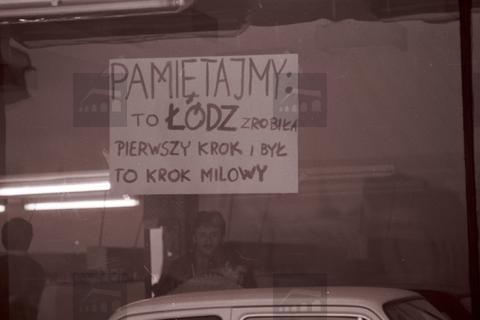 PAMIĘTAJMY:
TO ŁÓDZ ZROBIŁA
PIERWSZY KROK I BYŁ
TO KROK MILOWY